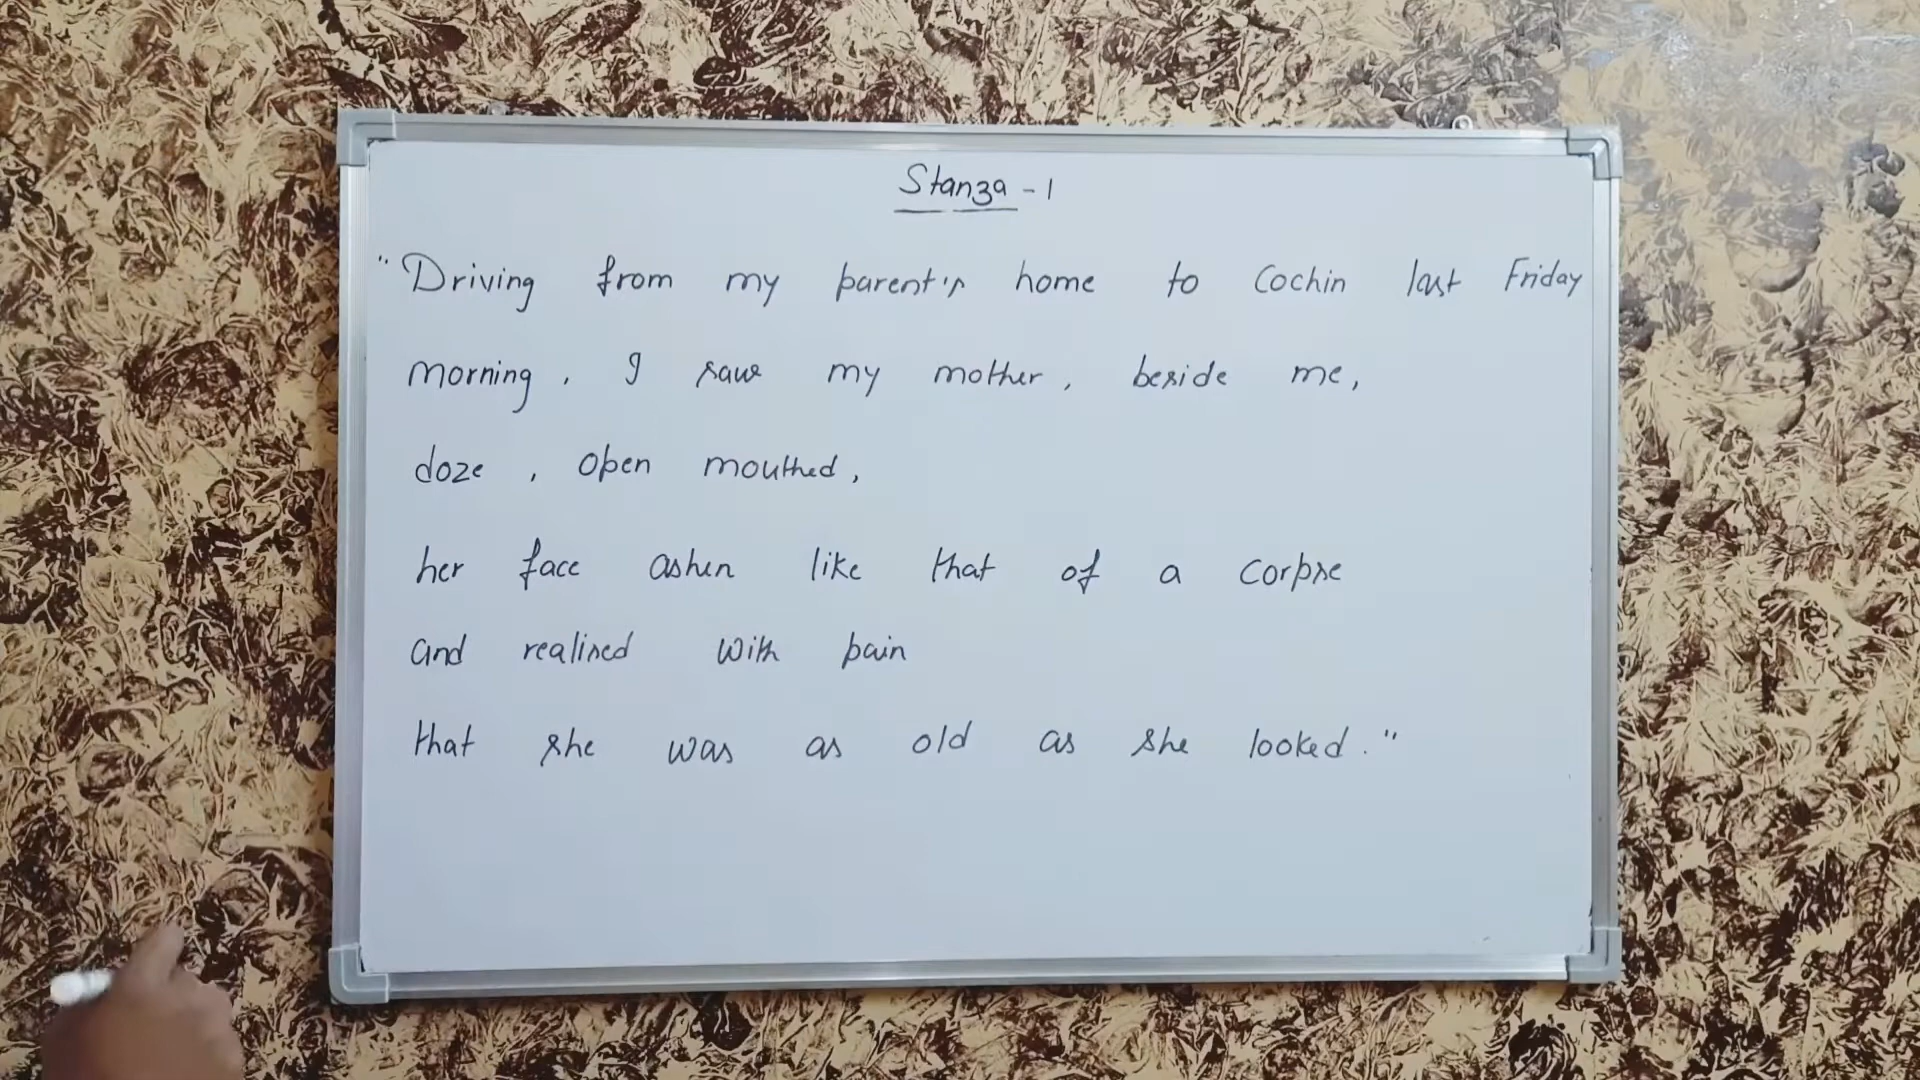 Stanza - 1
"Driving from my parent's home to Cochin last Friday
morning, I saw my mother, beside me,
doze, open mouthed,
her face ashen like that of a corpse
and realised with pain
that she was as old as she looked."